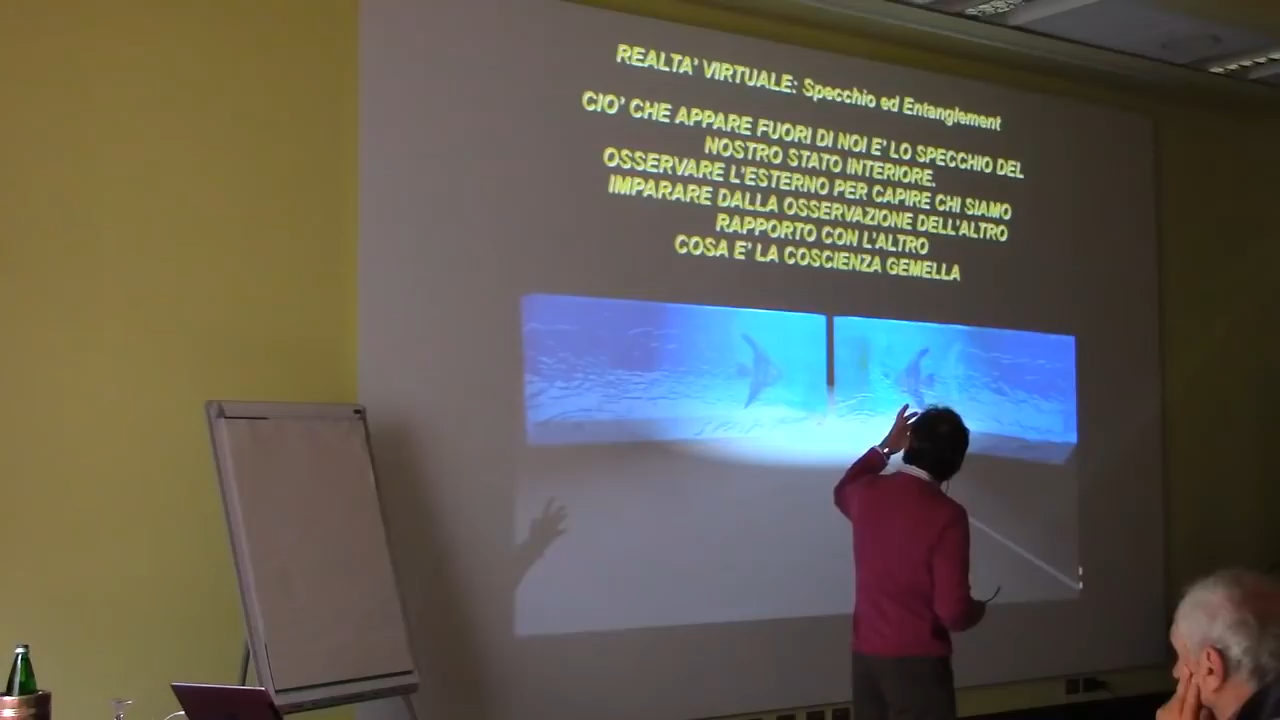 REALTA' VIRTUALE: Specchio ed Entanglement
CIO' CHE APPARE FUORI DI NOI E' LO SPECCHIO DEL
NOSTRO STATO INTERIORE.
OSSERVARE L'ESTERNO PER CAPIRE CHI SIAMO
IMPARARE DALLA OSSERVAZIONE DELL'ALTRO
RAPPORTO CON L'ALTRO
COSA E' LA COSCIENZA GEMELLA